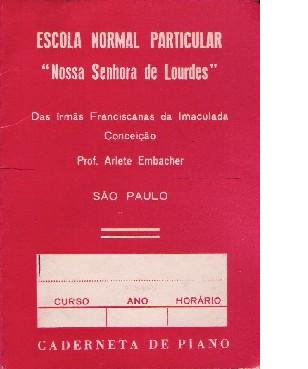 ESCOLA NORMAL PARTICULAR
"Nossa Senhora de Lourdes"
Das Irmãs Franciscanas da Imaculada
Conceição
Prof. Arlete Embacher
SÃO PAULO
CURSO ANO HORÁRIO
CADERNETA DE PIANO